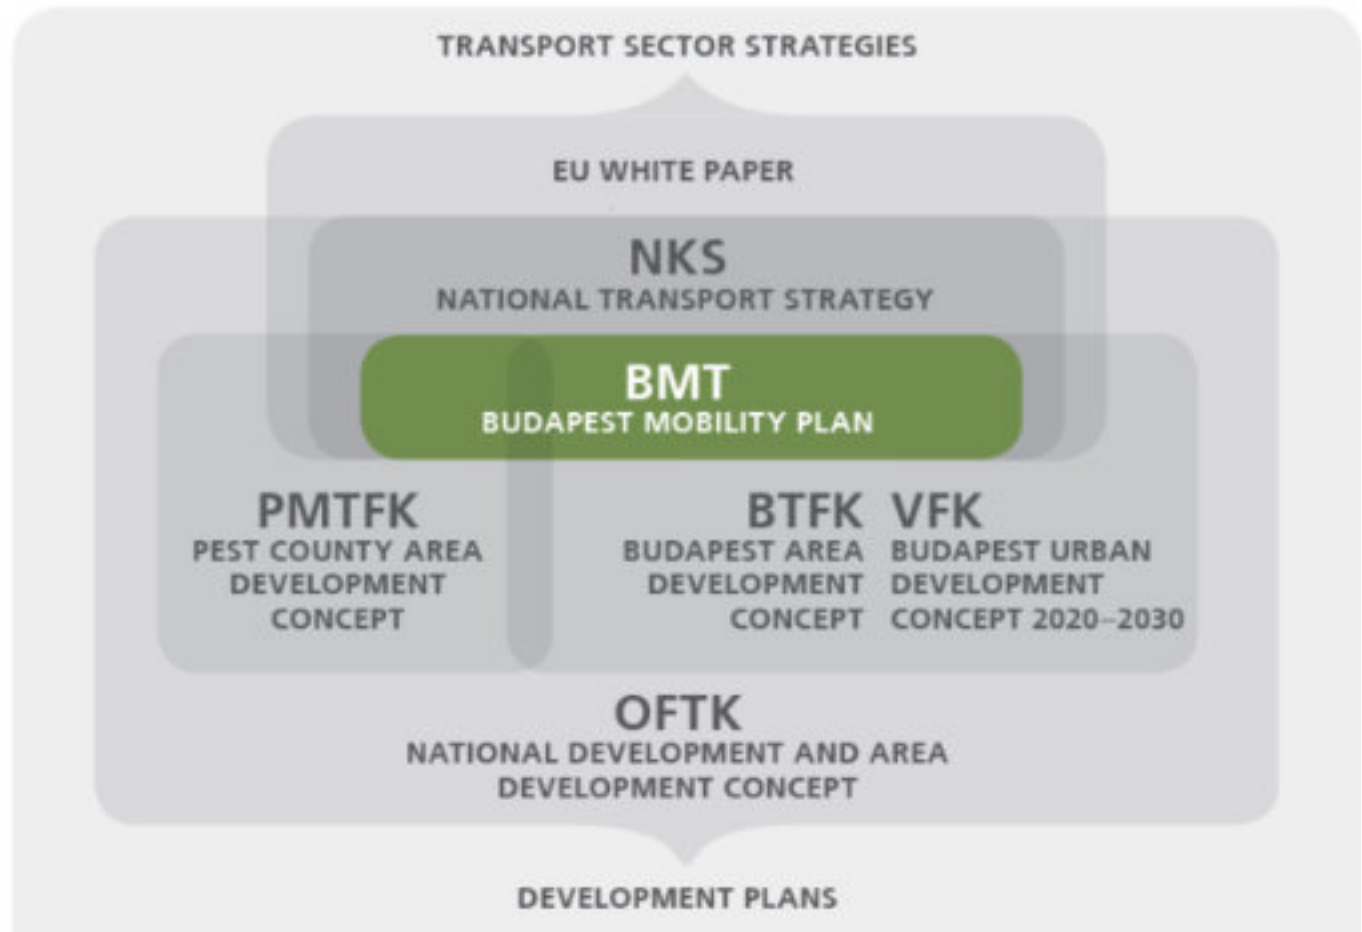 TRANSPORT SECTOR STRATEGIES
EU WHITE PAPER
NKS
NATIONAL TRANSPORT STRATEGY
BMT
BUDAPEST MOBILITY PLAN
PMTFK
PEST COUNTY AREA
DEVELOPMENT
CONCEPT
BTFK
BUDAPEST AREA
DEVELOPMENT
CONCEPT
VFK
BUDAPEST URBAN
DEVELOPMENT
CONCEPT 2020–2030
OFTK
NATIONAL DEVELOPMENT AND AREA
DEVELOPMENT CONCEPT
DEVELOPMENT PLANS